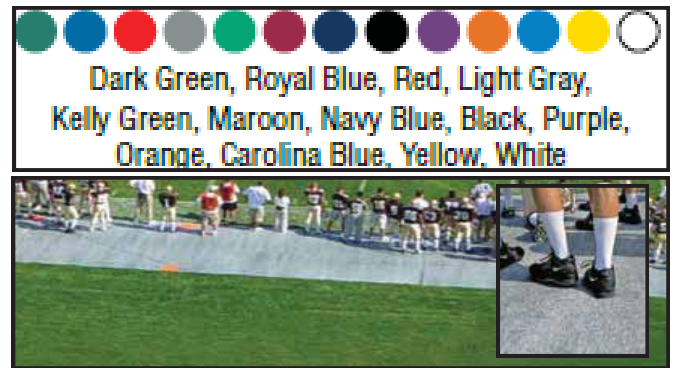 Dark Green, Royal Blue, Red, Light Gray,
Kelly Green, Maroon, Navy Blue, Black, Purple,
Orange, Carolina Blue, Yellow, White